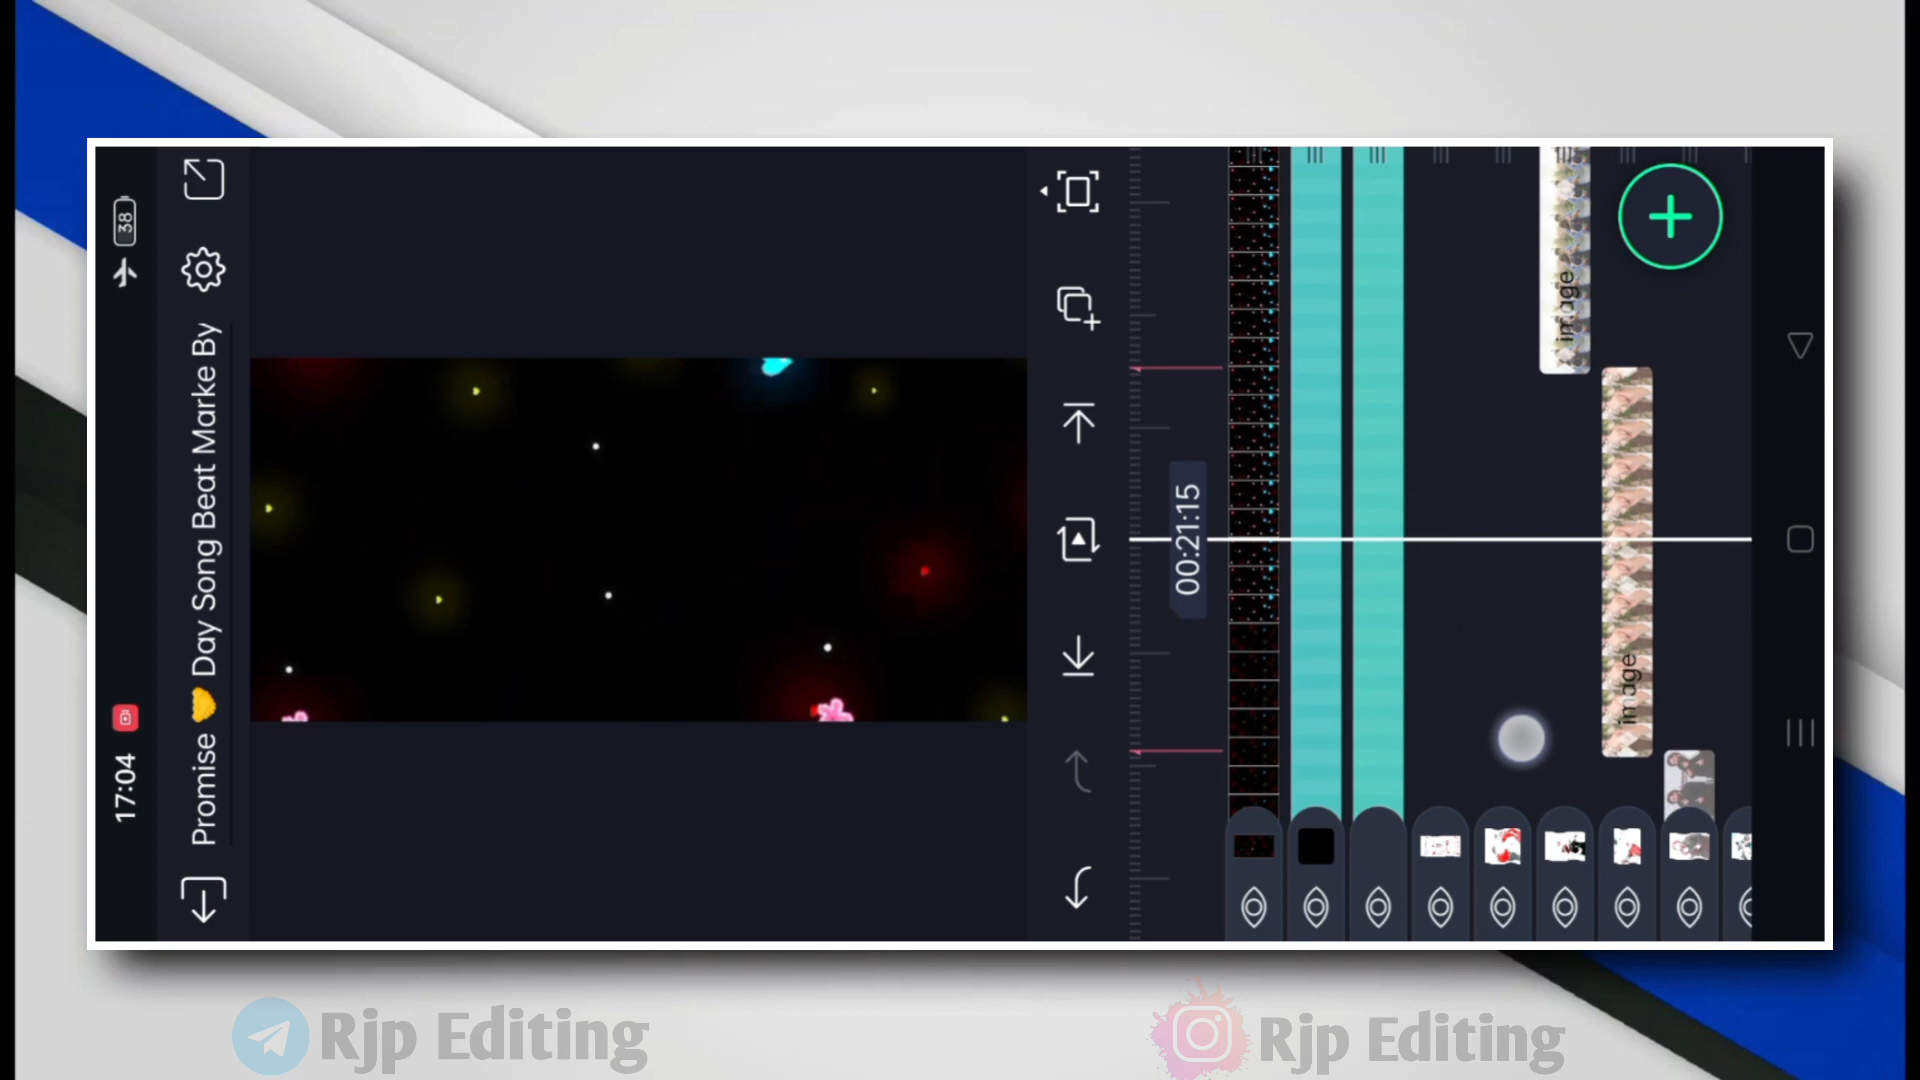 17:04
38
Promise 🤝 Day Song Beat Marke By
00:21:15
image
image
Rjp Editing
Rjp Editing